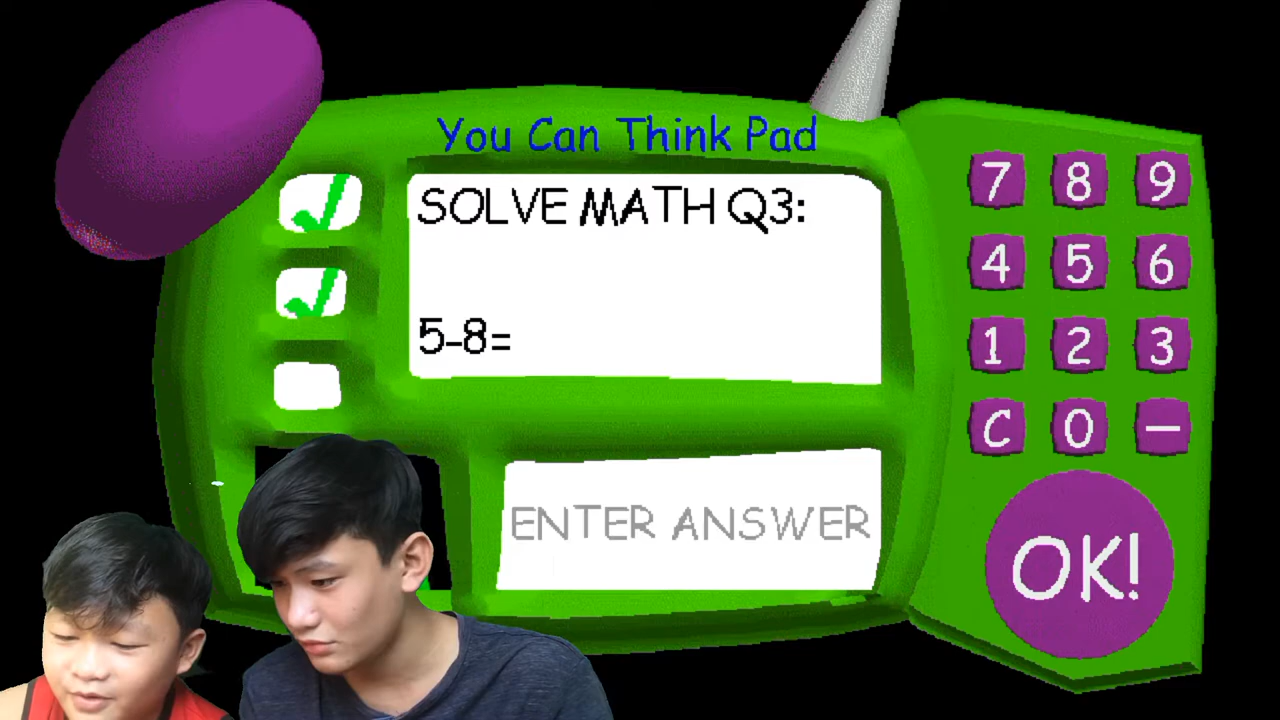 You Can Think Pad
SOLVE MATH Q3:
5-8=
ENTER ANSWER
7 8 9
4 5 6
1 2 3
C 0 —
OK!